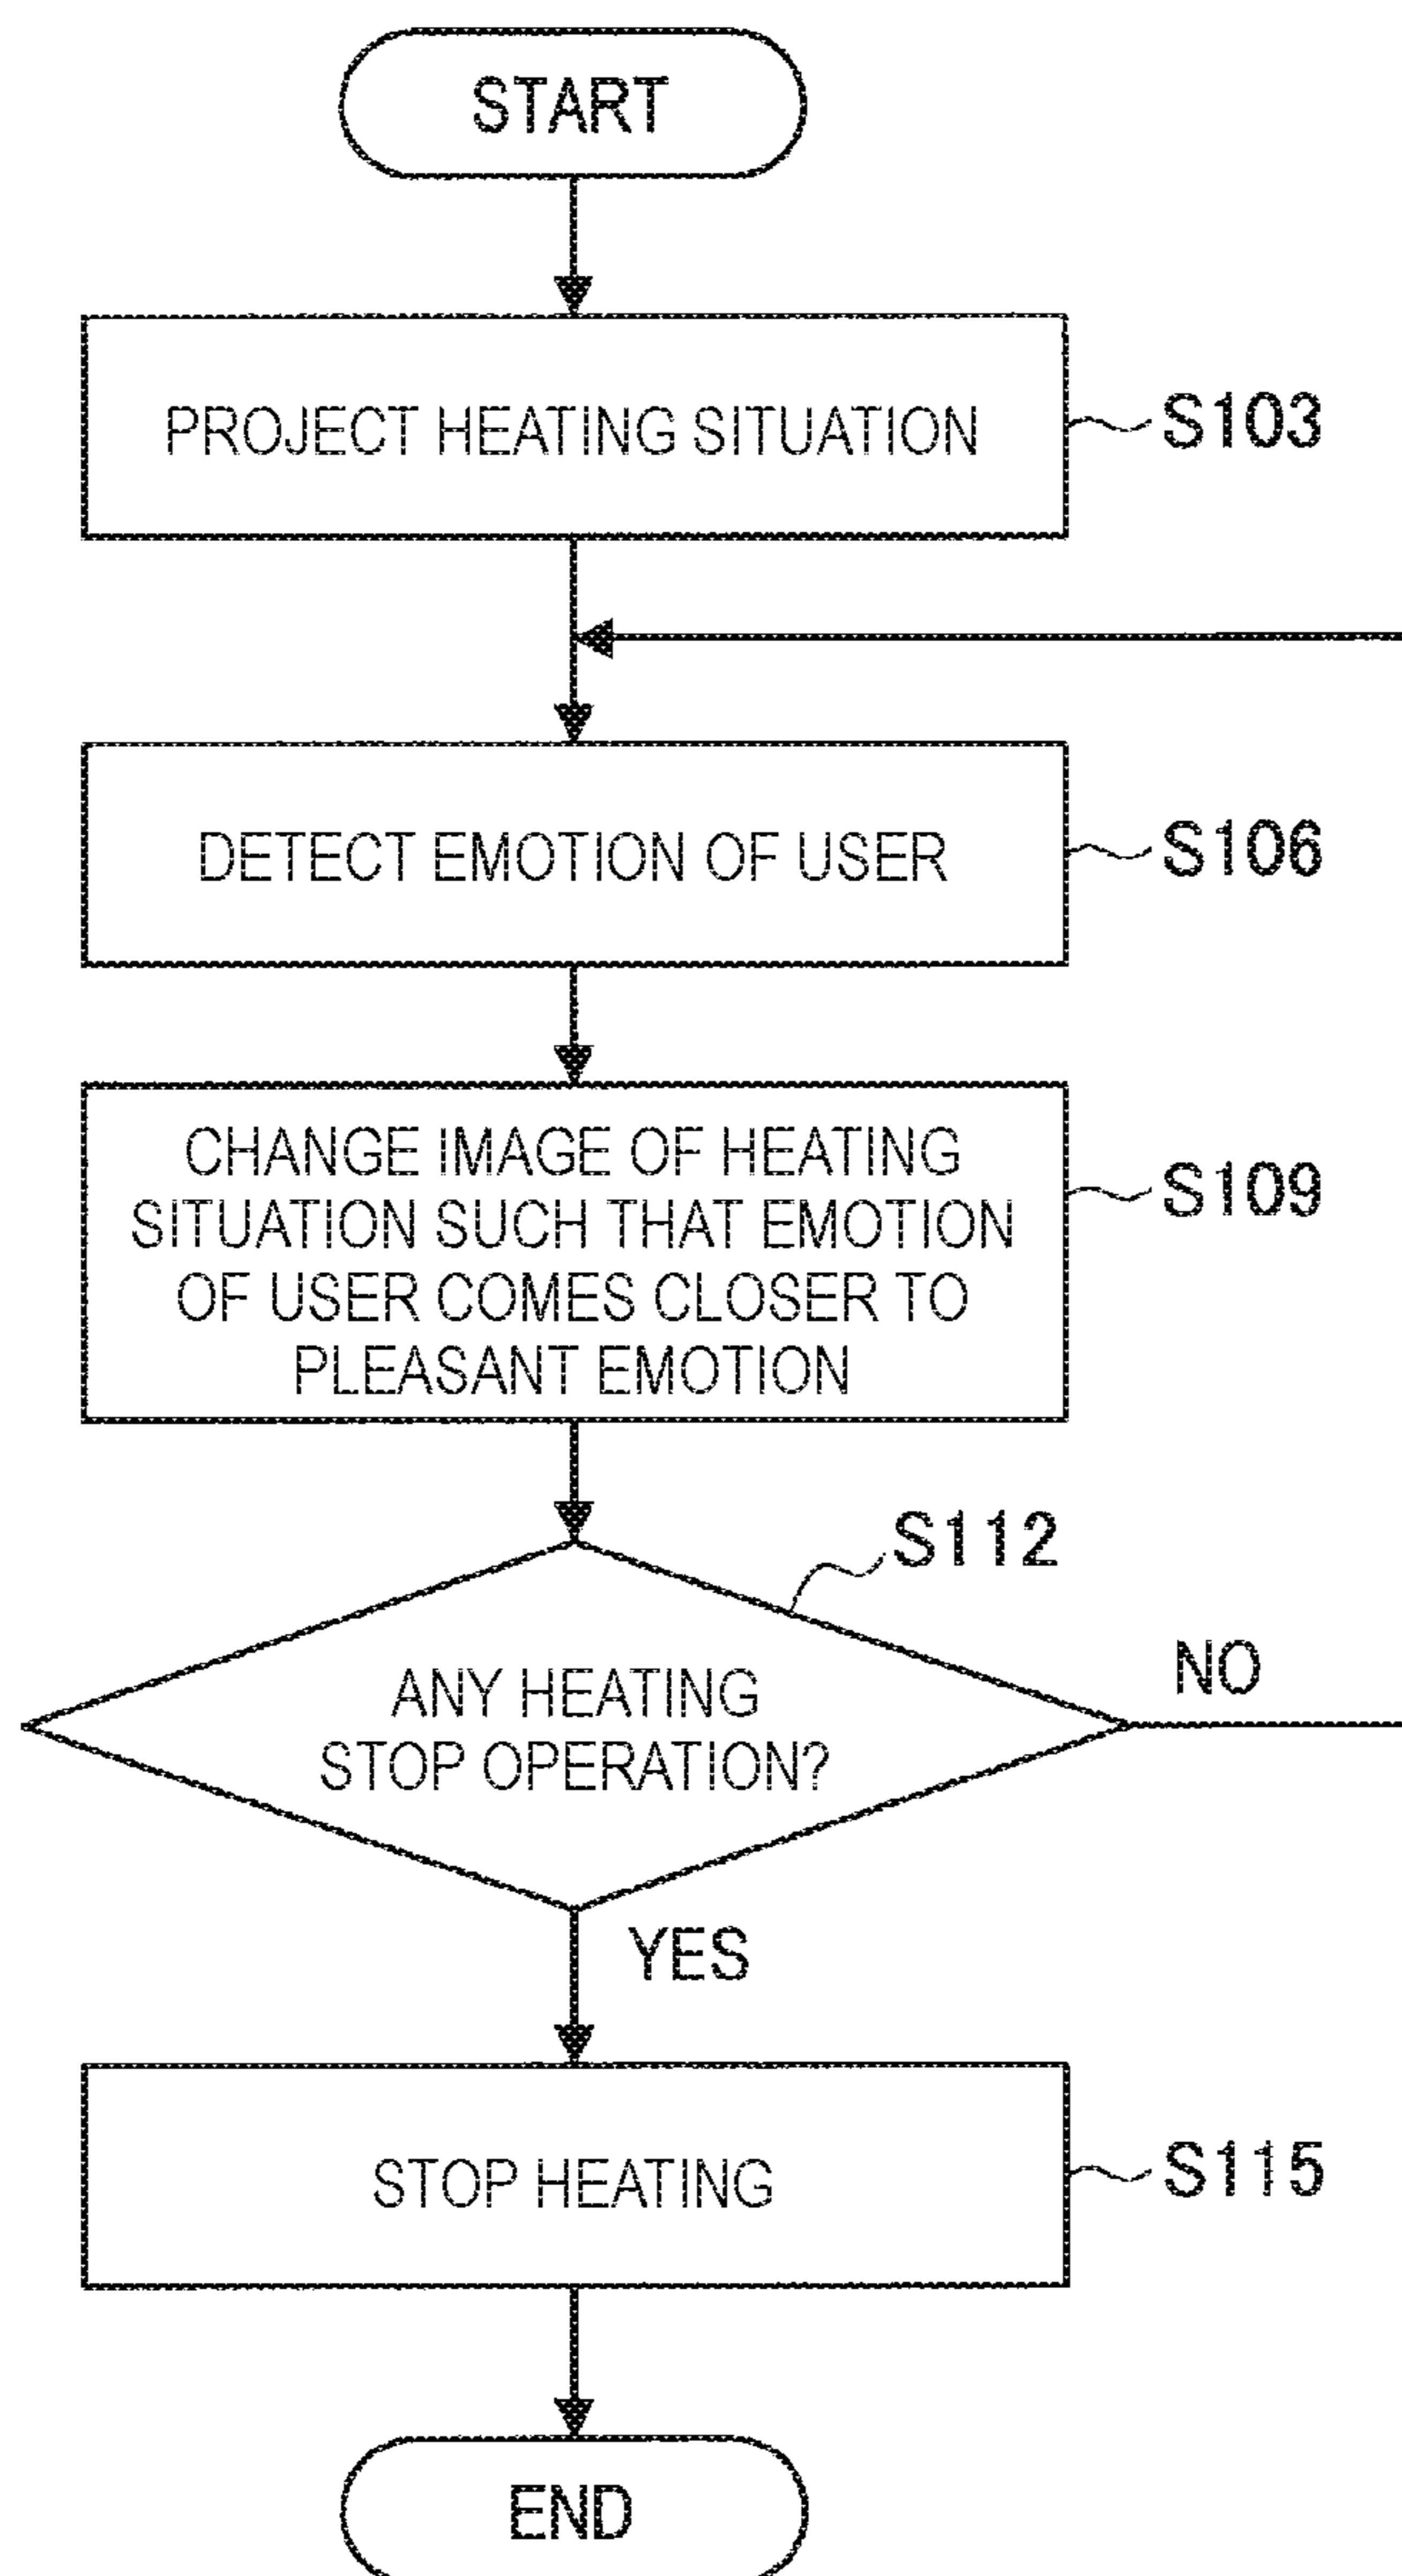 START
PROJECT HEATING SITUATION
S103
DETECT EMOTION OF USER
S106
CHANGE IMAGE OF HEATING
SITUATION SUCH THAT EMOTION
OF USER COMES CLOSER TO
PLEASANT EMOTION
S109
S112
ANY HEATING
STOP OPERATION?
NO
YES
STOP HEATING
S115
END